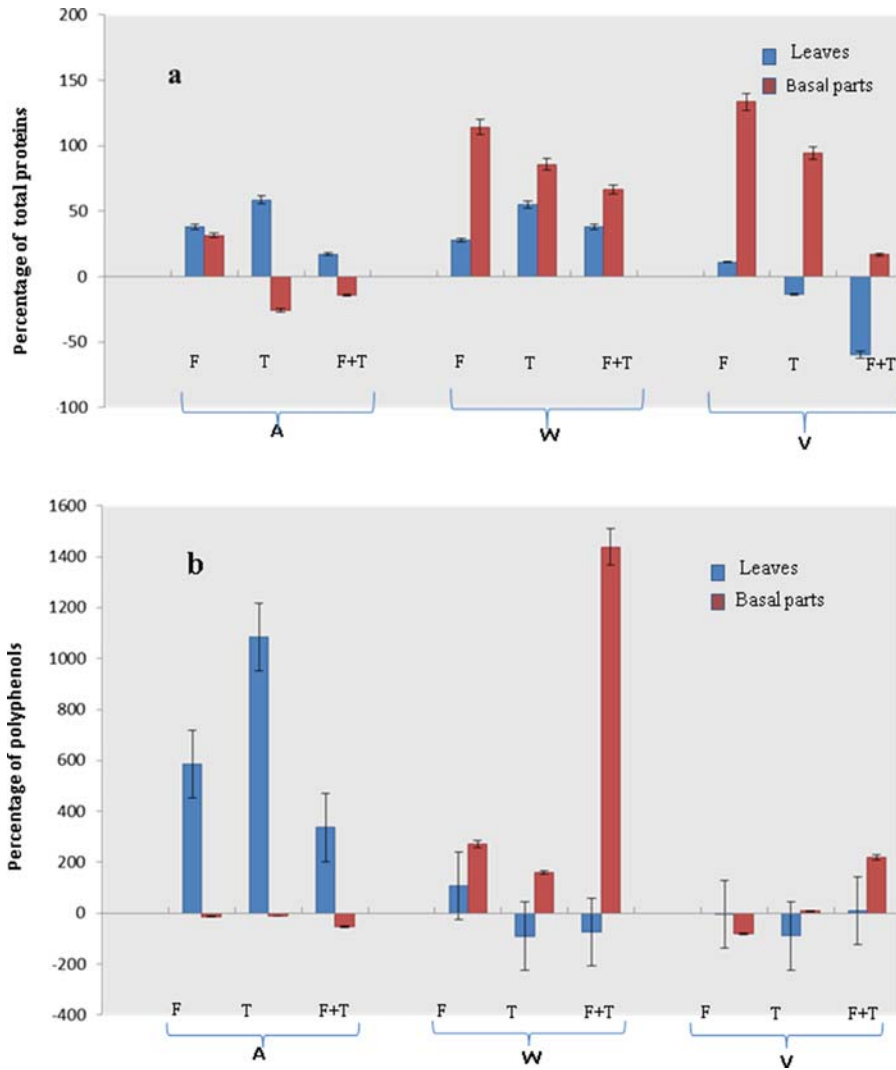 a
Leaves
Basal parts
Percentage of total proteins
200
150
100
50
0
-50
-100
F T F+T F T F+T F T F+T
A W V
b
Leaves
Basal parts
Percentage of polyphenols
1600
1400
1200
1000
800
600
400
200
0
-200
-400
F T F+T F T F+T F T F+T
A W V